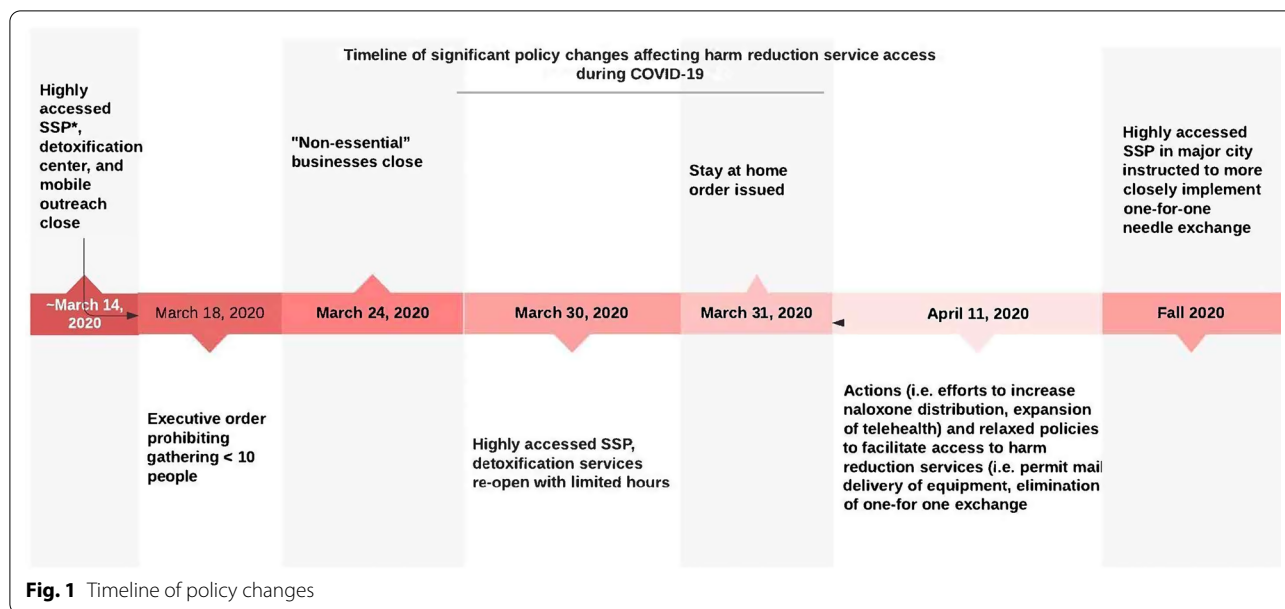 Timeline of significant policy changes affecting harm reduction service access
during COVID-19
Highly
accessed
SSP*,
detoxification
center, and
mobile
outreach
close
"Non-essential”
businesses close
Stay at home
order issued
Highly accessed
SSP in major city
instructed to more
closely implement
one-for-one
needle exchange
~March 14,
2020
March 18, 2020
March 24, 2020
March 30, 2020
March 31, 2020
April 11, 2020
Fall 2020
Executive order
prohibiting
gathering < 10
people
Highly accessed SSP,
detoxification services
re-open with limited hours
Actions (i.e. efforts to increase
naloxone distribution, expansion
of telehealth) and relaxed policies
to facilitate access to harm
reduction services (i.e. permit mail
delivery of equipment, elimination
of one-for one exchange
Fig. 1 Timeline of policy changes